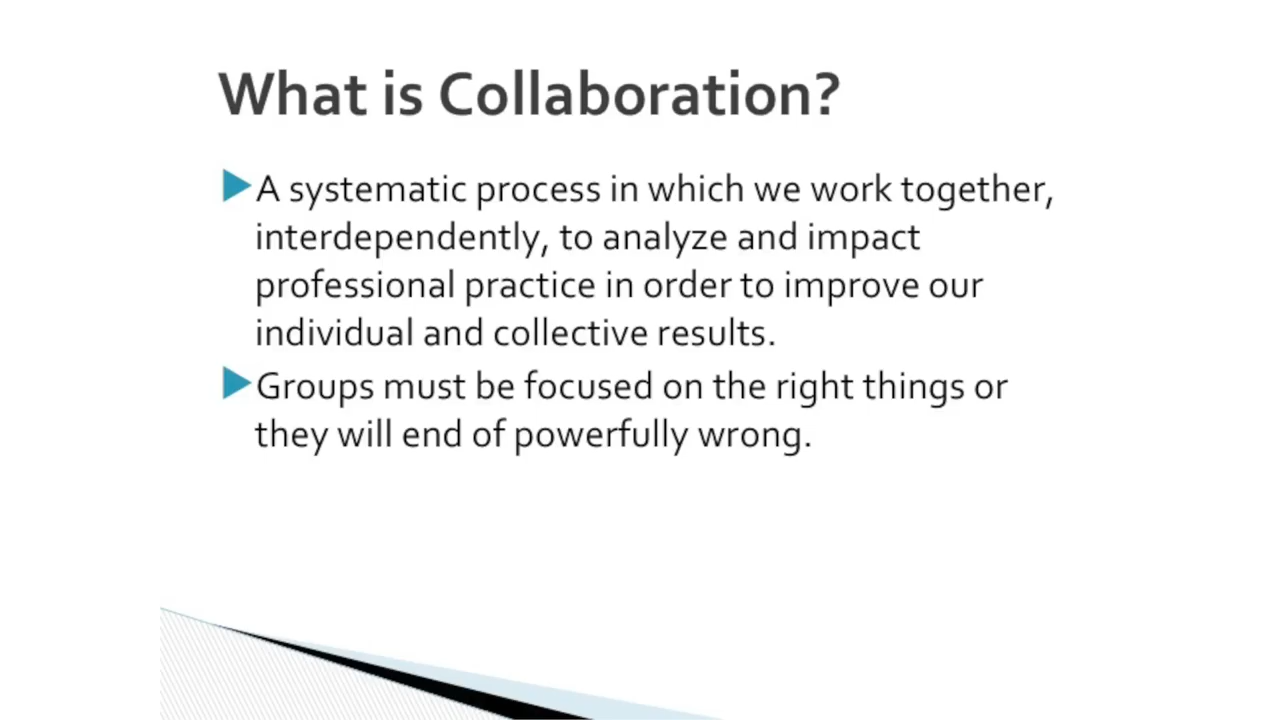 What is Collaboration?
A systematic process in which we work together,
interdependently, to analyze and impact
professional practice in order to improve our
individual and collective results.
Groups must be focused on the right things or
they will end of powerfully wrong.